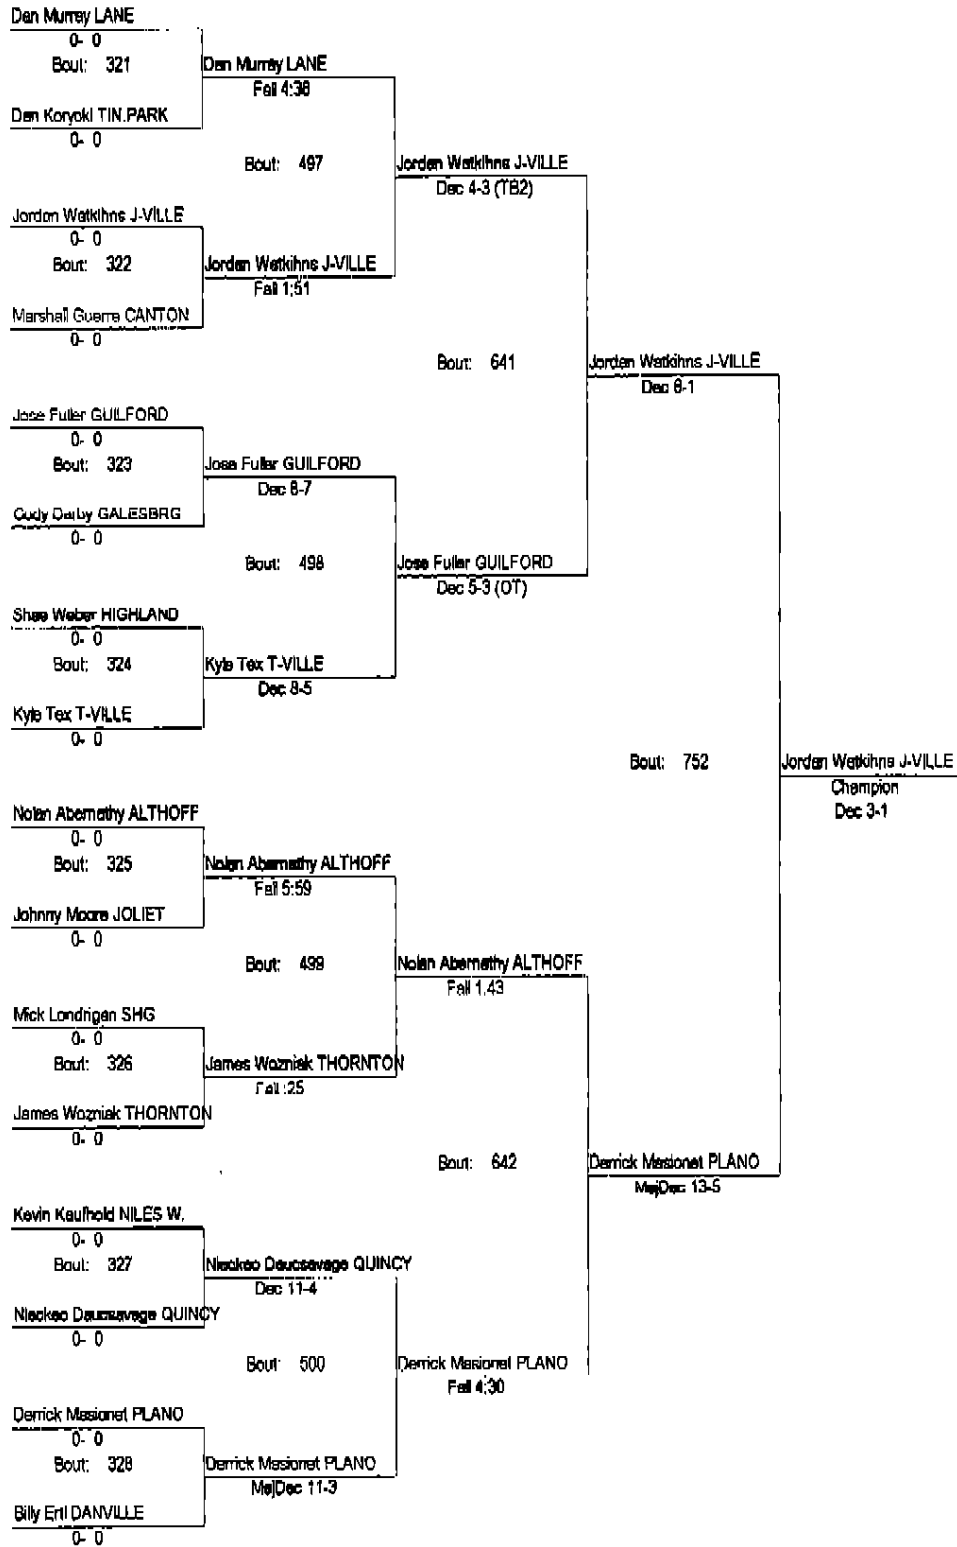 Dan Murray LANE
0- 0
Bout: 321
Dan Murray LANE
Fall 4:38
Dan Koryoki TIN.PARK
0- 0
Bout: 497
Jordan Watkihns J-VILLE
Dec 4-3 (TB2)
Jordan Watkihns J-VILLE
0- 0
Bout: 322
Jordan Watkihns J-VILLE
Fall 1:51
Marshall Guerra CANTON
0- 0
Bout: 641
Jordan Watkihns J-VILLE
Dec 6-1
Jose Fuller GUILFORD
0- 0
Bout: 323
Jose Fuller GUILFORD
Dec 8-7
Cudy Darby GALESBRG
0- 0
Bout: 498
Jose Fuller GUILFORD
Dec 5-3 (OT)
Shae Weber HIGHLAND
0- 0
Bout: 324
Kyle Tex T-VILLE
Dec 8-5
Kyle Tex T-VILLE
0- 0
Bout: 752
Jordan Watkihns J-VILLE
Champion
Dec 3-1
Nolan Abernathy ALTHOFF
0- 0
Bout: 325
Nolan Abernathy ALTHOFF
Fall 5:59
Johnny Moore JOLIET
0- 0
Bout: 499
Nolan Abernathy ALTHOFF
Fall 1:43
Mick Londrigan SHG
0- 0
Bout: 326
James Wozniak THORNTON
Fall :25
James Wozniak THORNTON
0- 0
Bout: 642
Derrick Masionet PLANO
MajDec 13-5
Kevin Kaufhold NILES W.
0- 0
Bout: 327
Nieckeo Daucsavage QUINCY
Dec 11-4
Nieckeo Daucsavage QUINCY
0- 0
Bout: 500
Derrick Masionet PLANO
Fall 4:30
Derrick Masionet PLANO
0- 0
Bout: 328
Derrick Masionet PLANO
MajDec 11-3
Billy Ertl DANVILLE
0- 0